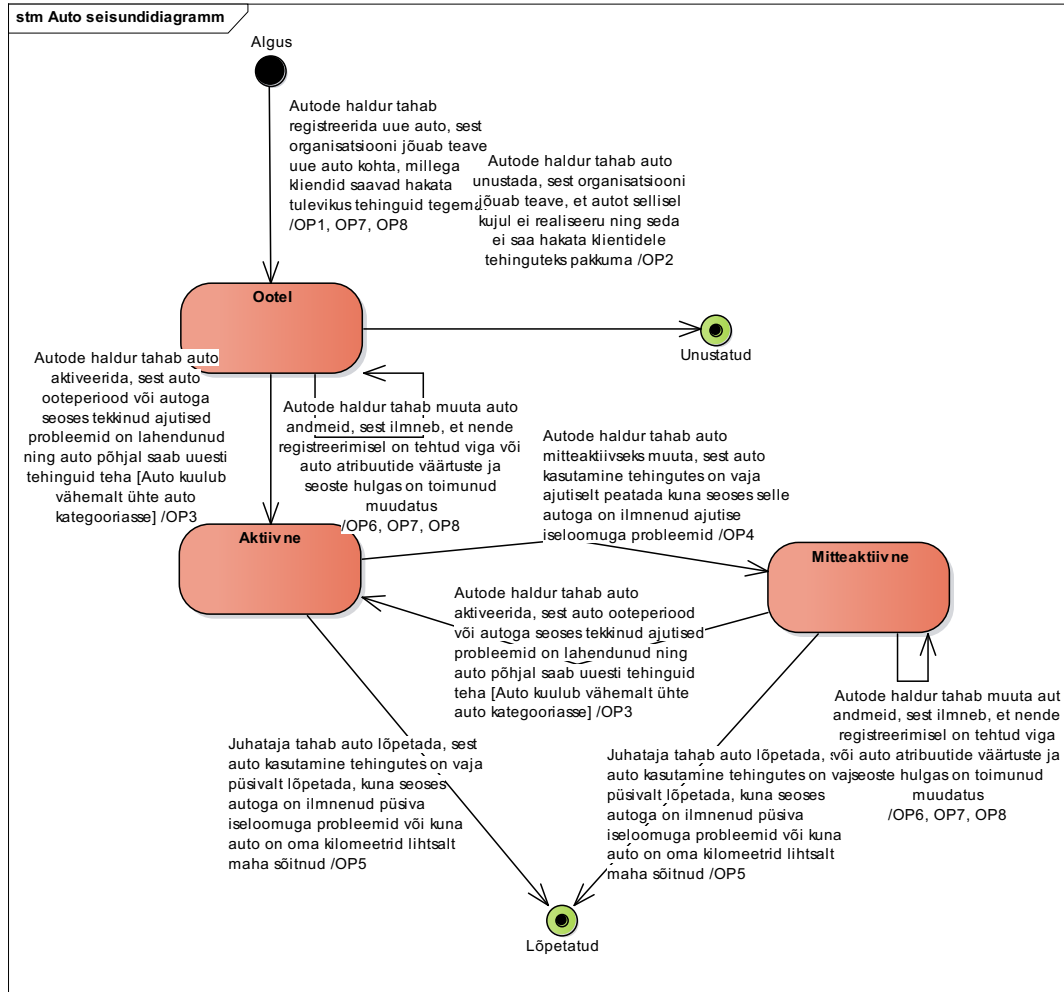 stm Auto seisundidiagramm
Algus
Autode haldur tahab
registreerida uue auto, sest
organisatsiooni jõuab teave
uue auto kohta, millega
kliendid saavad hakata
tulevikus tehinguid tegema.
/OP1, OP7, OP8
Autode haldur tahab auto
unustada, sest organisatsiooni
jõuab teave, et autot sellisel
kujul ei realiseeru ning seda
ei saa hakata klientidele
tehinguteks pakkuma /OP2
Ootel
Unustatud
Autode haldur tahab auto
aktiveerida, sest auto
ooteperiood või autoga
seoses tekkinud ajutised
probleemid on lahendunud
ning auto põhjal saab uuesti
tehinguid teha [Auto kuulub
vähemalt ühte auto
kategooriasse] /OP3
Autode haldur tahab muuta auto
andmeid, sest ilmneb, et nende
registreerimisel on tehtud viga või
auto atribuutide väärtuste ja
seoste hulgas on toimunud
muudatus
/OP6, OP7, OP8
Autode haldur tahab auto
mitteaktiivseks muuta, sest auto
kasutamine tehingutes on vaja
ajutiselt peatada kuna seoses selle
autoga on ilmnenud ajutise
iseloomuga probleemid /OP4
Aktiivne
Mitteaktiivne
Autode haldur tahab auto
aktiveerida, sest auto ooteperiood
või autoga seoses tekkinud ajutised
probleemid on lahendunud ning
auto põhjal saab uuesti tehinguid
teha [Auto kuulub vähemalt ühte
auto kategooriasse] /OP3
Autode haldur tahab muuta aut
andmeid, sest ilmneb, et nende
registreerimisel on tehtud viga
või auto atribuutide väärtuste ja
seoste hulgas on toimunud
muudatus
/OP6, OP7, OP8
Juhataja tahab auto lõpetada, sest
auto kasutamine tehingutes on vaja
püsivalt lõpetada, kuna seoses
autoga on ilmnenud püsiva
iseloomuga probleemid või kuna
auto on oma kilomeetrid lihtsalt
maha sõitnud /OP5
Juhataja tahab auto lõpetada,
auto kasutamine tehingutes on vaj
püsivalt lõpetada, kuna seoses
autoga on ilmnenud püsiva
iseloomuga probleemid või kuna
auto on oma kilomeetrid lihtsalt
maha sõitnud /OP5
Lõpetatud